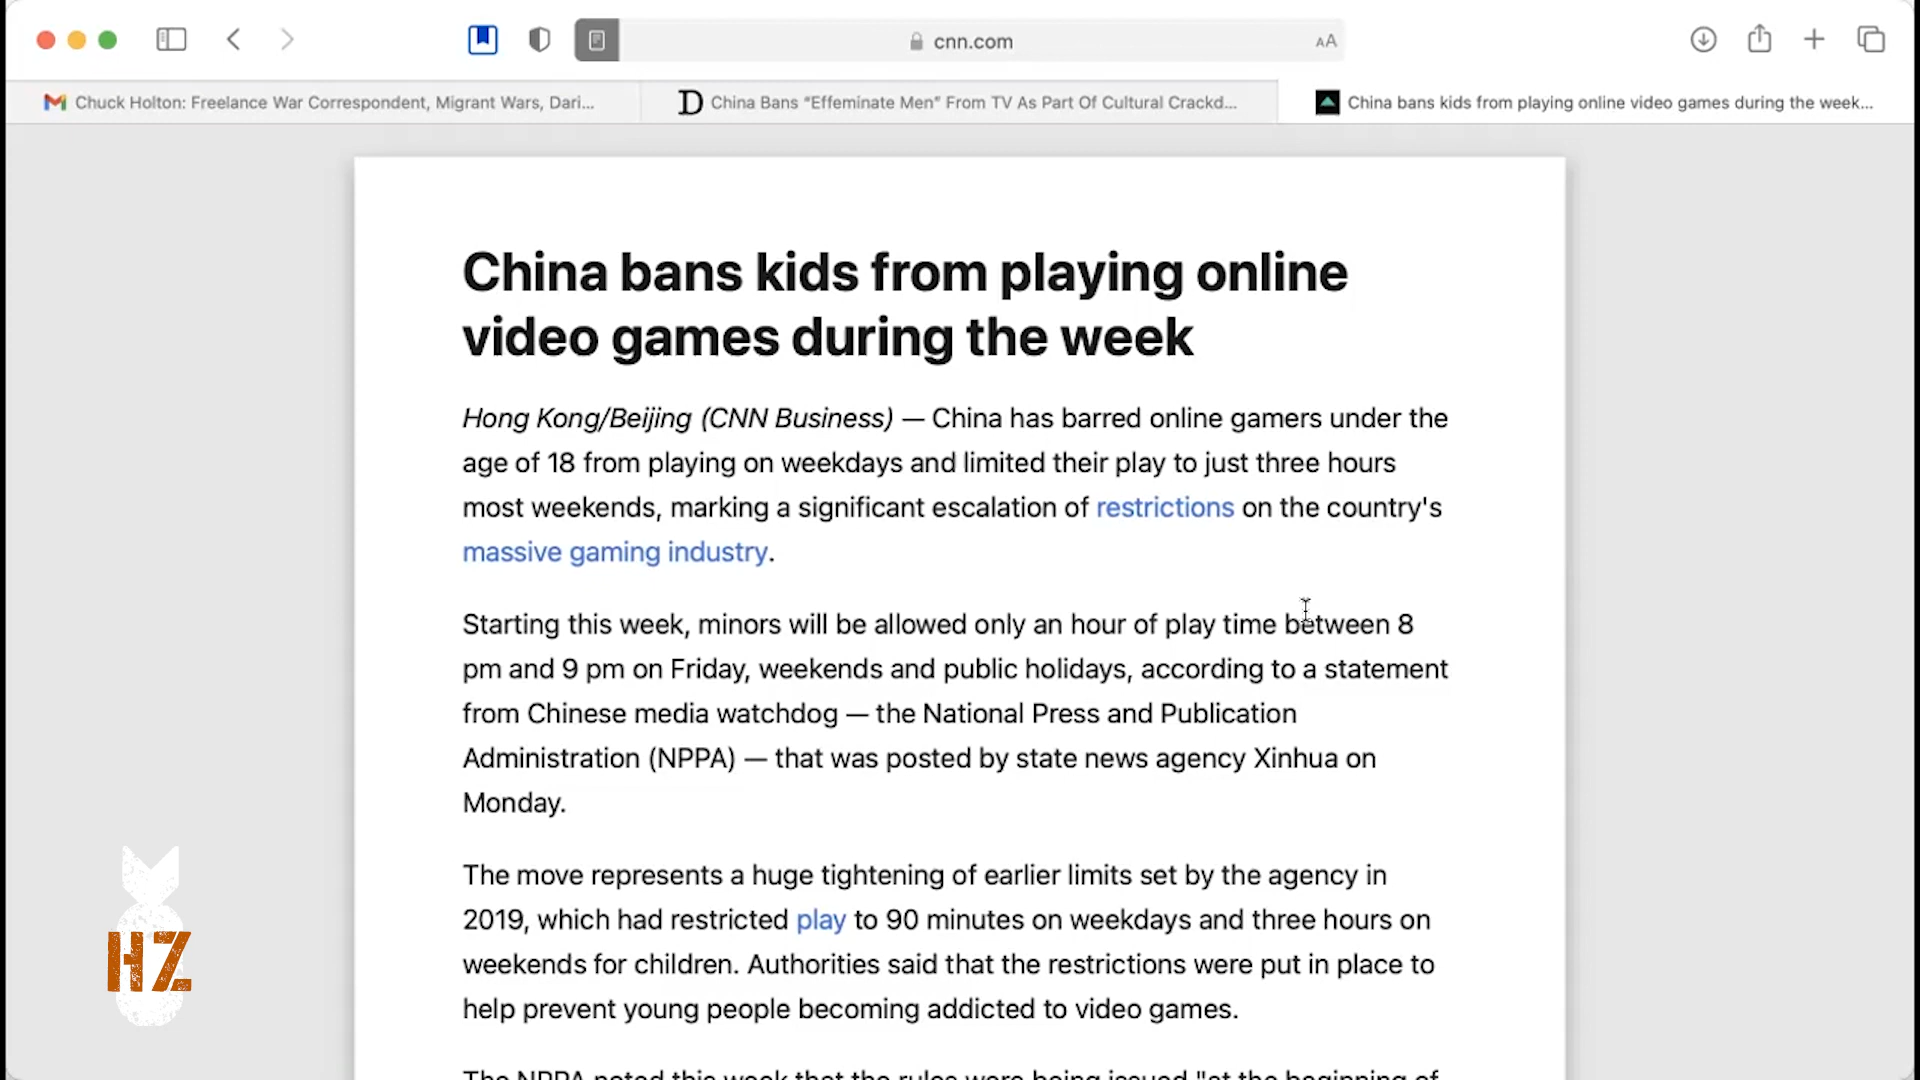 cnn.com
AA
Chuck Holton: Freelance War Correspondent, Migrant Wars, Dari...
D China Bans “Effeminate Men” From TV As Part Of Cultural Crackd...
China bans kids from playing online video games during the week...
China bans kids from playing online
video games during the week
Hong Kong/Beijing (CNN Business) — China has barred online gamers under the
age of 18 from playing on weekdays and limited their play to just three hours
most weekends, marking a significant escalation of restrictions on the country's
massive gaming industry.
Starting this week, minors will be allowed only an hour of play time between 8
pm and 9 pm on Friday, weekends and public holidays, according to a statement
from Chinese media watchdog — the National Press and Publication
Administration (NPPA) — that was posted by state news agency Xinhua on
Monday.
The move represents a huge tightening of earlier limits set by the agency in
2019, which had restricted play to 90 minutes on weekdays and three hours on
weekends for children. Authorities said that the restrictions were put in place to
help prevent young people becoming addicted to video games.
The NPPA noted this week that the rules were being issued "at the beginning of
HZ